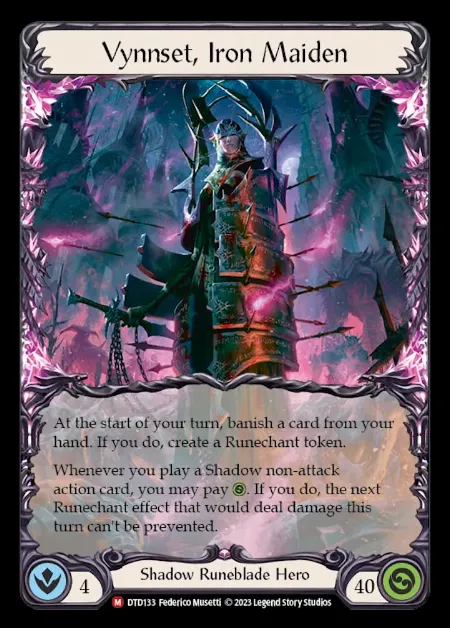 Vynnset, Iron Maiden
At the start of your turn, banish a card from your
hand. If you do, create a Runechant token.
Whenever you play a Shadow non-attack
action card, you may pay . If you do, the next
Runechant effect that would deal damage this
turn can't be prevented.
4
Shadow Runeblade Hero
40
M DTD133 Federico Musetti © 2023 Legend Story Studios